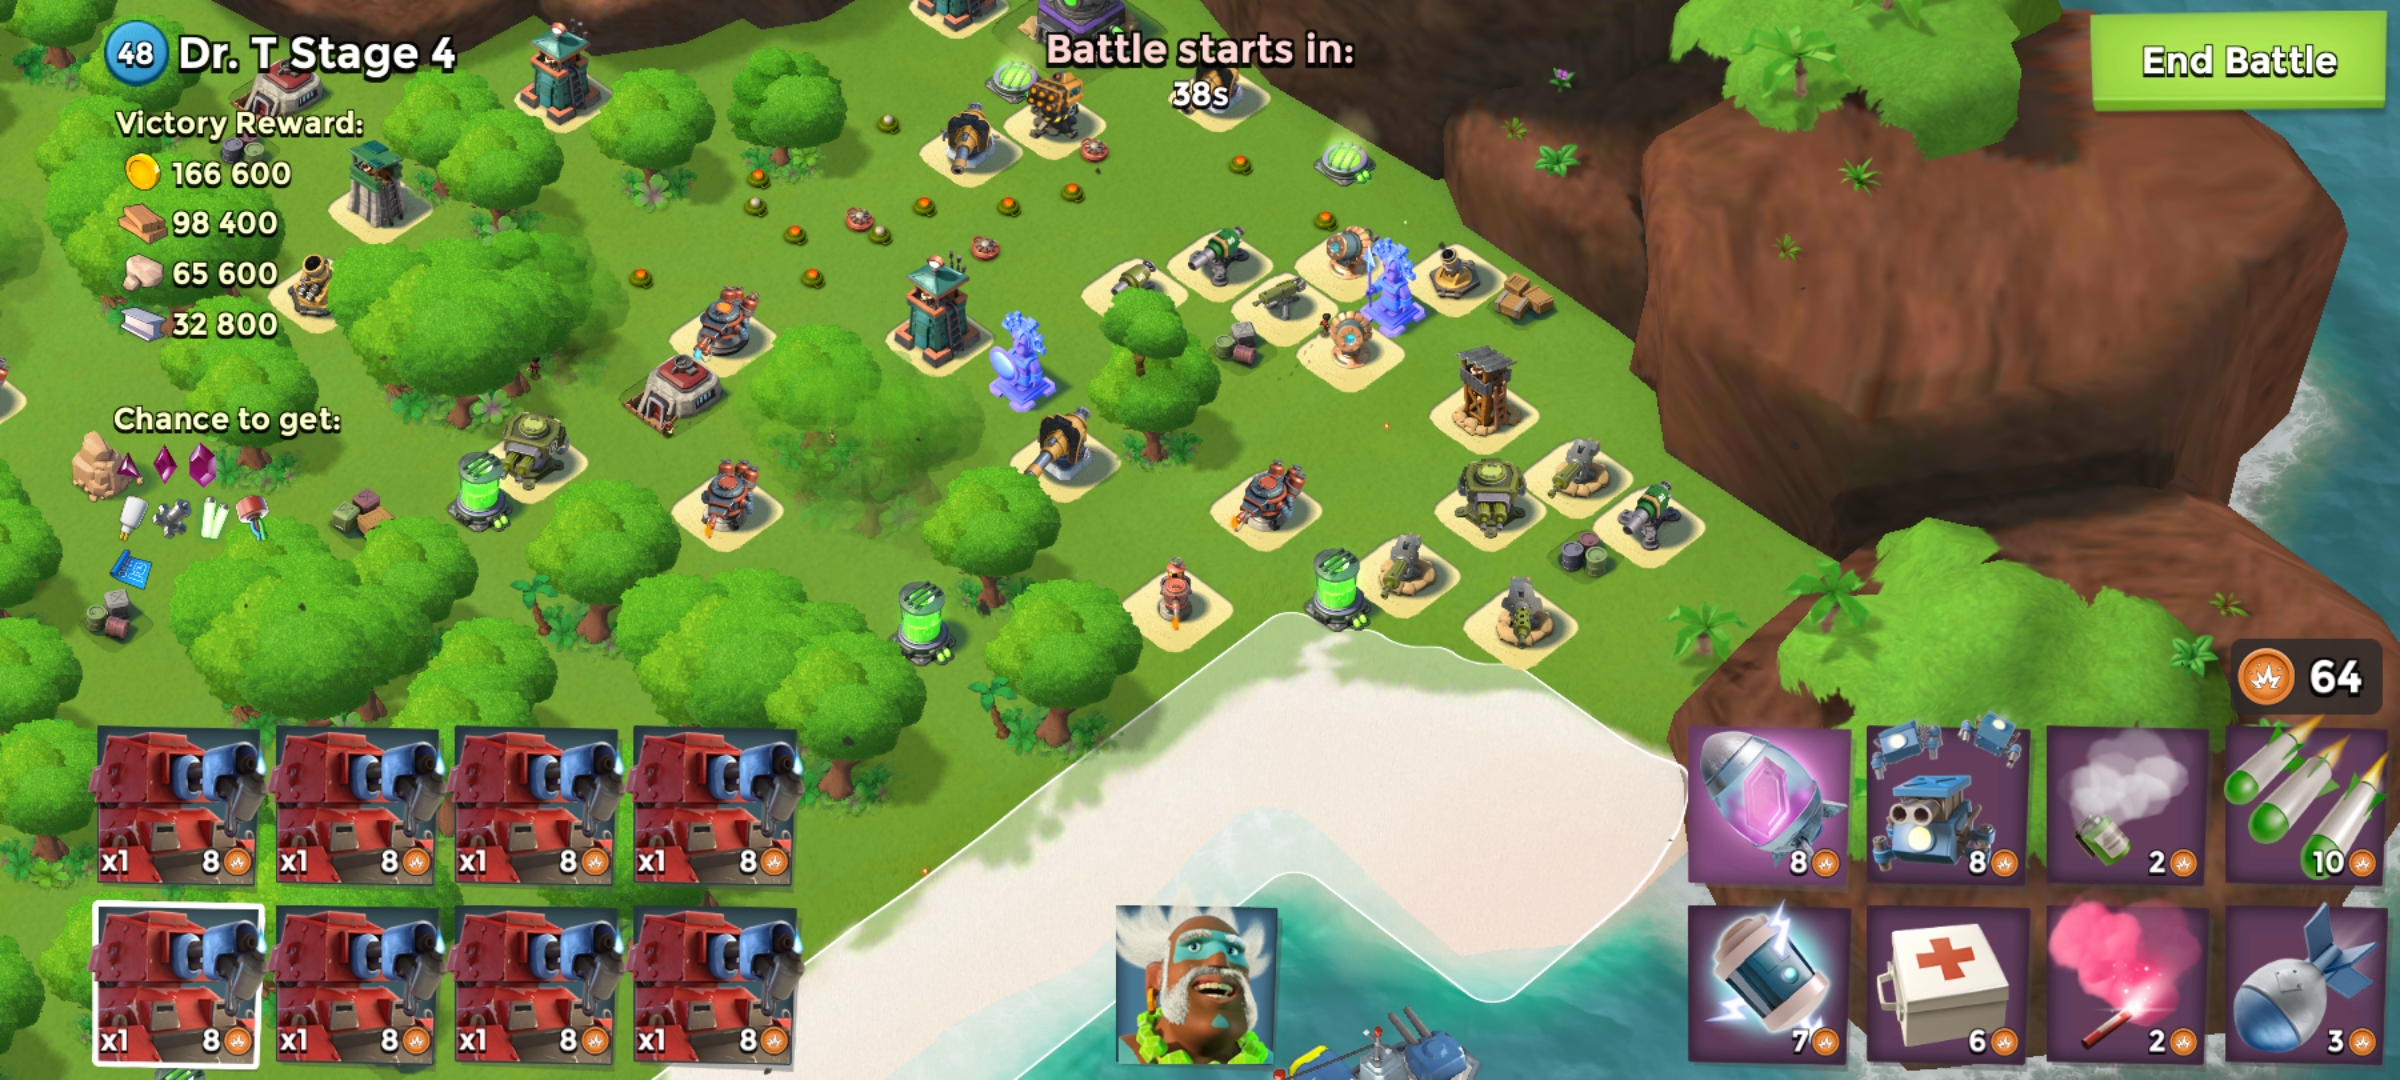 48 Dr. T Stage 4
Battle starts in:
38s
End Battle
Victory Reward:
166 600
98 400
65 600
32 800
Chance to get:
64
x1 8
x1 8
x1 8
x1 8
8
8
2
10
x1 8
x1 8
x1 8
x1 8
7
6
2
3